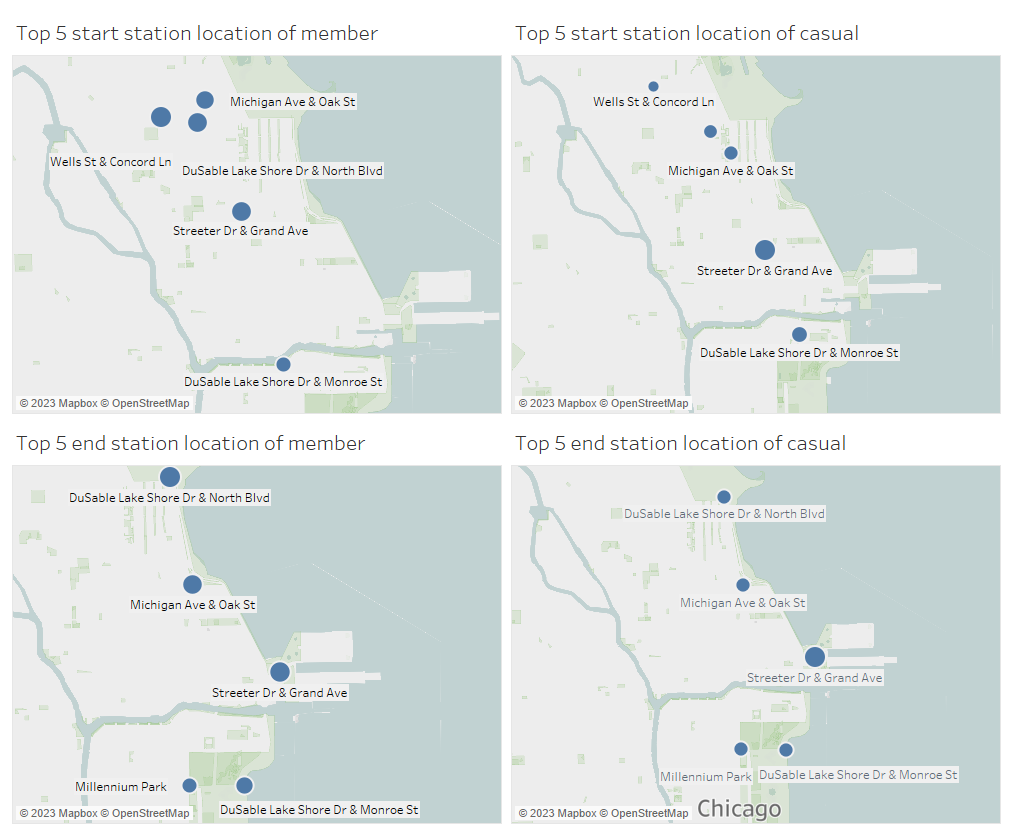 Top 5 start station location of member
Michigan Ave & Oak St
Wells St & Concord Ln
DuSable Lake Shore Dr & North Blvd
Streeter Dr & Grand Ave
DuSable Lake Shore Dr & Monroe St
© 2023 Mapbox © OpenStreetMap
Top 5 start station location of casual
Wells St & Concord Ln
Michigan Ave & Oak St
Streeter Dr & Grand Ave
DuSable Lake Shore Dr & Monroe St
© 2023 Mapbox © OpenStreetMap
Top 5 end station location of member
DuSable Lake Shore Dr & North Blvd
Michigan Ave & Oak St
Streeter Dr & Grand Ave
Millennium Park
DuSable Lake Shore Dr & Monroe St
© 2023 Mapbox © OpenStreetMap
Top 5 end station location of casual
DuSable Lake Shore Dr & North Blvd
Michigan Ave & Oak St
Streeter Dr & Grand Ave
Millennium Park
DuSable Lake Shore Dr & Monroe St
Chicago
© 2023 Mapbox © OpenStreetMap